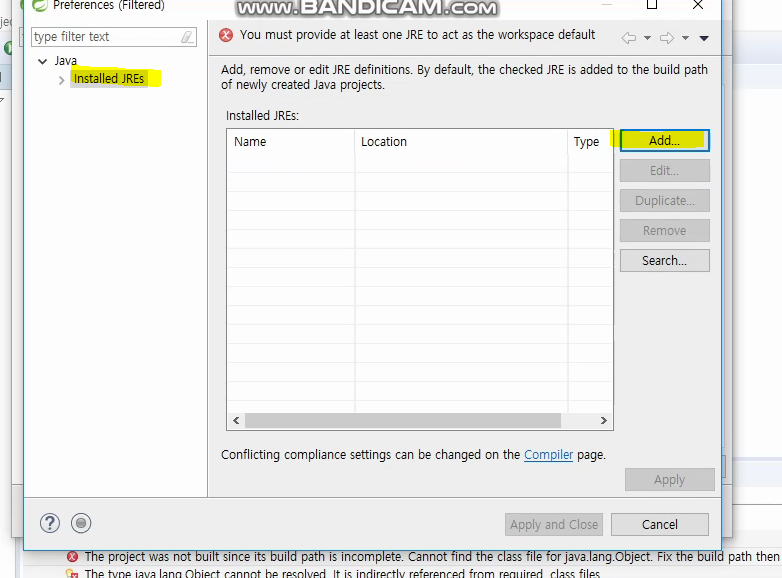 www.BANDICAM.com
Preferences (Filtered)
type filter text
Java
Installed JREs
You must provide at least one JRE to act as the workspace default
Add, remove or edit JRE definitions. By default, the checked JRE is added to the build path
of newly created Java projects.
Installed JREs:
Name Location Type
Add...
Edit...
Duplicate...
Remove
Search...
Conflicting compliance settings can be changed on the Compiler page.
Apply
Apply and Close Cancel
The project was not built since its build path is incomplete. Cannot find the class file for java.lang.Object. Fix the build path then
The type java.lang.Object cannot be resolved. It is indirectly referenced from required .class files